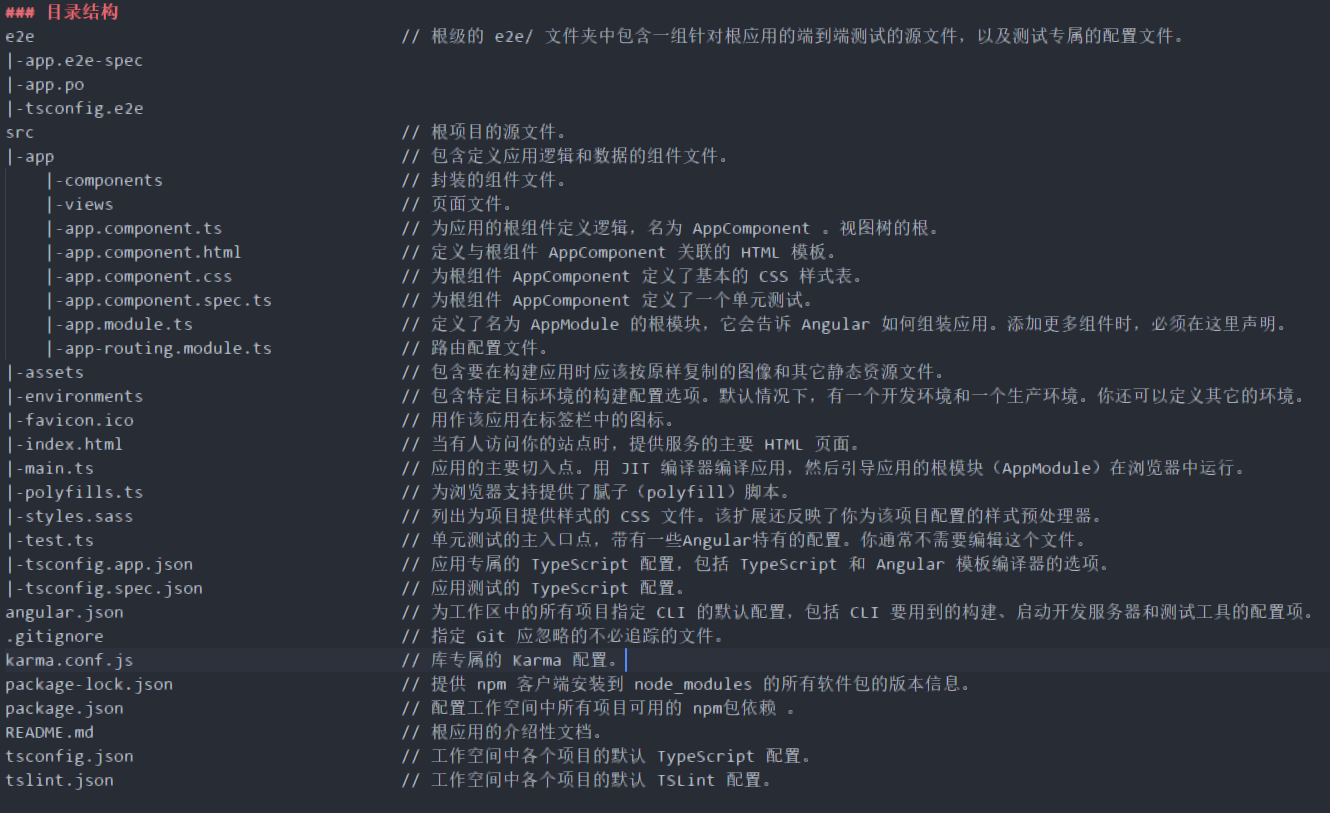 ### 目录结构
e2e // 根级的 e2e/ 文件夹中包含一组针对根应用的端到端测试的源文件，以及测试专属的配置文件。
|-app.e2e-spec
|-app.po
|-tsconfig.e2e
src // 根项目的源文件。
|-app // 包含定义应用逻辑和数据的组件文件。
|-components // 封装的组件文件。
|-views // 页面文件。
|-app.component.ts // 为应用的根组件定义逻辑，名为 AppComponent 。视图树的根。
|-app.component.html // 定义与根组件 AppComponent 关联的 HTML 模板。
|-app.component.css // 为根组件 AppComponent 定义了基本的 CSS 样式表。
|-app.component.spec.ts // 为根组件 AppComponent 定义了一个单元测试。
|-app.module.ts // 定义了名为 AppModule 的根模块，它会告诉 Angular 如何组装应用。添加更多组件时，必须在这里声明。
|-app-routing.module.ts // 路由配置文件。
|-assets // 包含要在构建应用时应该按原样复制的图像和其它静态资源文件。
|-environments // 包含特定目标环境的构建配置选项。默认情况下，有一个开发环境和一个生产环境。你还可以定义其它的环境。
|-favicon.ico // 用作该应用在标签栏中的图标。
|-index.html // 当有人访问你的站点时，提供服务的主要 HTML 页面。
|-main.ts // 应用的主要切入点。用 JIT 编译器编译应用，然后引导应用的根模块（AppModule）在浏览器中运行。
|-polyfills.ts // 为浏览器支持提供了腻子（polyfill）脚本。
|-styles.sass // 列出为项目提供样式的 CSS 文件。该扩展还反映了你为该项目配置的样式预处理器。
|-test.ts // 单元测试的主入口点，带有一些Angular特有的配置。你通常不需要编辑这个文件。
|-tsconfig.app.json // 应用专属的 TypeScript 配置，包括 TypeScript 和 Angular 模板编译器的选项。
|-tsconfig.spec.json // 应用测试的 TypeScript 配置。
angular.json // 为工作区中的所有项目指定 CLI 的默认配置，包括 CLI 要用到的构建、启动开发服务器和测试工具的配置项。
.gitignore // 指定 Git 应忽略的不必追踪的文件。
karma.conf.js // 库专属的 Karma 配置。
package-lock.json // 提供 npm 客户端安装到 node_modules 的所有软件包的版本信息。
package.json // 配置工作空间中所有项目可用的 npm包依赖 。
README.md // 根应用的介绍性文档。
tsconfig.json // 工作空间中各个项目的默认 TypeScript 配置。
tslint.json // 工作空间中各个项目的默认 TSLint 配置。